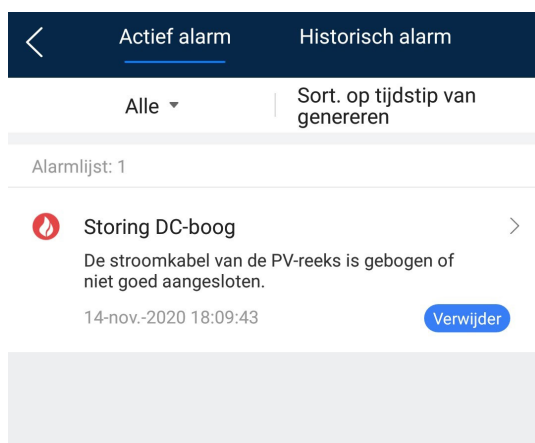 Actief alarm Historisch alarm
Alle Sort. op tijdstip van
genereren
Alarmlijst: 1
Storing DC-boog
De stroomkabel van de PV-reeks is gebogen of
niet goed aangesloten.
14-nov.-2020 18:09:43 Verwijder